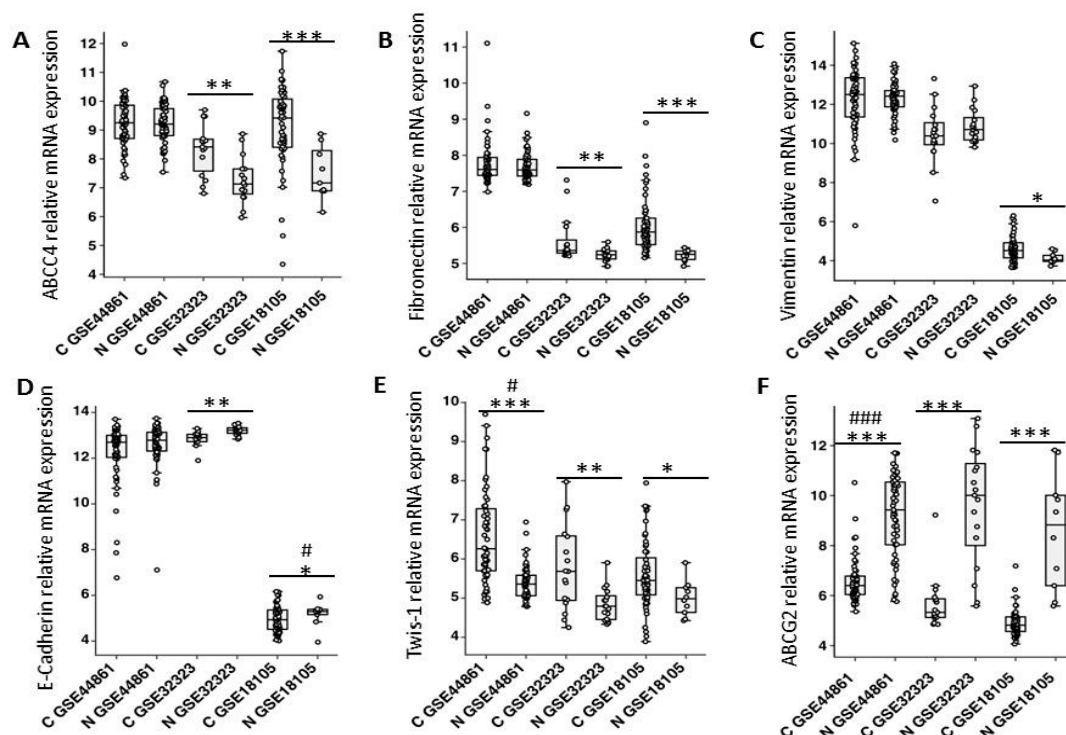 A
ABCC4 relative mRNA expression
12
11
10
9
8
7
6
5
4
**
***
C GSE44861
N GSE44861
C GSE32323
N GSE32323
C GSE18105
N GSE18105
B
Fibronectin relative mRNA expression
11
10
9
8
7
6
5
**
***
C GSE44861
N GSE44861
C GSE32323
N GSE32323
C GSE18105
N GSE18105
C
Vimentin relative mRNA expression
14
12
10
8
6
4
*
C GSE44861
N GSE44861
C GSE32323
N GSE32323
C GSE18105
N GSE18105
D
E-Cadherin relative mRNA expression
14
13
12
11
6
4
**
#
*
C GSE44861
N GSE44861
C GSE32323
N GSE32323
C GSE18105
N GSE18105
E
Twis-1 relative mRNA expression
10
9
8
7
6
5
4
#
***
**
*
C GSE44861
N GSE44861
C GSE32323
N GSE32323
C GSE18105
N GSE18105
F
ABCG2 relative mRNA expression
12
10
8
6
4
###
***
***
***
C GSE44861
N GSE44861
C GSE32323
N GSE32323
C GSE18105
N GSE18105